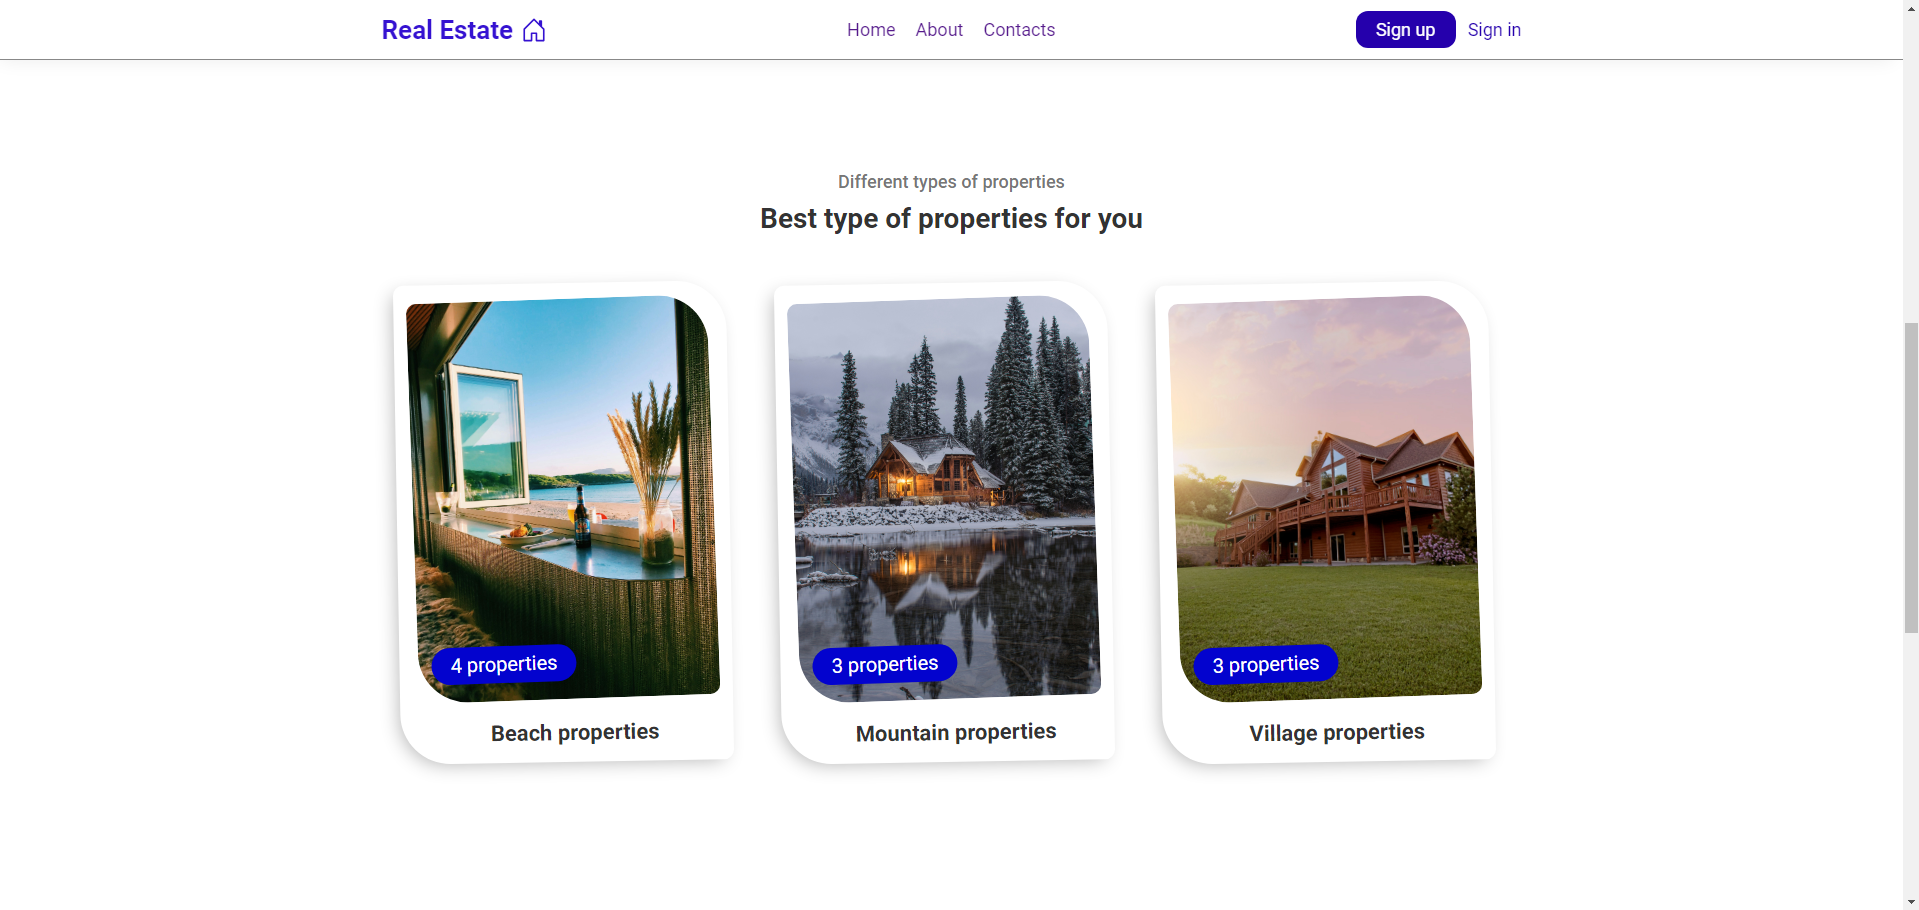 Real Estate
Home About Contacts
Sign up Sign in
Different types of properties
Best type of properties for you
4 properties
Beach properties
3 properties
Mountain properties
3 properties
Village properties